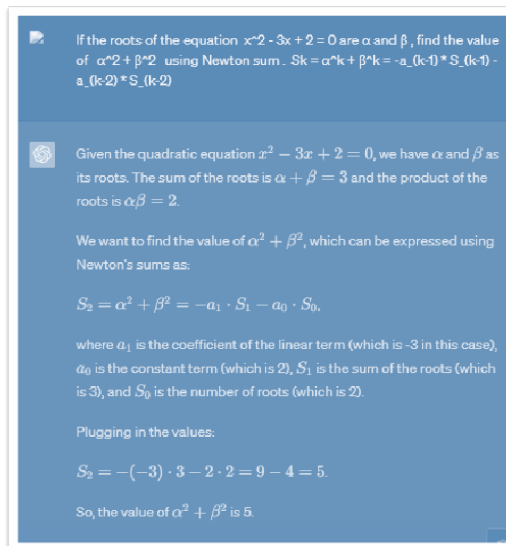 If the roots of the equation x^2 - 3x + 2 = 0 are α and β , find the value
of α^2 + β^2 using Newton sum . Sk = α^k + β^k = -a_(k-1) * S_(k-1) -
a_(k-2) * S_(k-2)
Given the quadratic equation x² − 3x + 2 = 0, we have α and β as
its roots. The sum of the roots is α + β = 3 and the product of the
roots is αβ = 2.
We want to find the value of α² + β², which can be expressed using
Newton's sums as:
S₂ = α² + β² = −a₁ · S₁ − a₀ · S₀,
where a₁ is the coefficient of the linear term (which is -3 in this case),
a₀ is the constant term (which is 2), S₁ is the sum of the roots (which
is 3), and S₀ is the number of roots (which is 2).
Plugging in the values:
S₂ = −(−3) · 3 − 2 · 2 = 9 − 4 = 5.
So, the value of α² + β² is 5.